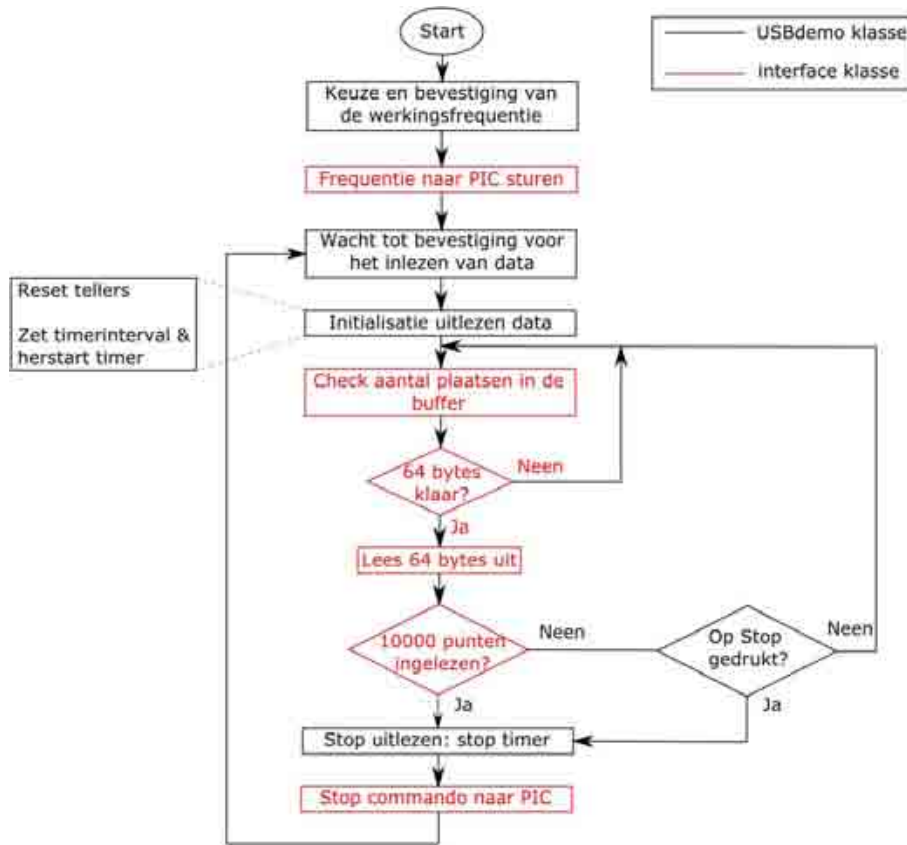 Start
USBdemo klasse
interface klasse
Keuze en bevestiging van
de werkingsfrequentie
Frequentie naar PIC sturen
Wacht tot bevestiging voor
het inlezen van data
Reset tellers
Zet timerinterval &
herstart timer
Initialisatie uitlezen data
Check aantal plaatsen in de
buffer
64 bytes
klaar?
Neen
Ja
Lees 64 bytes uit
10000 punten
ingelezen?
Neen
Op Stop
gedrukt?
Neen
Ja
Ja
Stop uitlezen: stop timer
Stop commando naar PIC